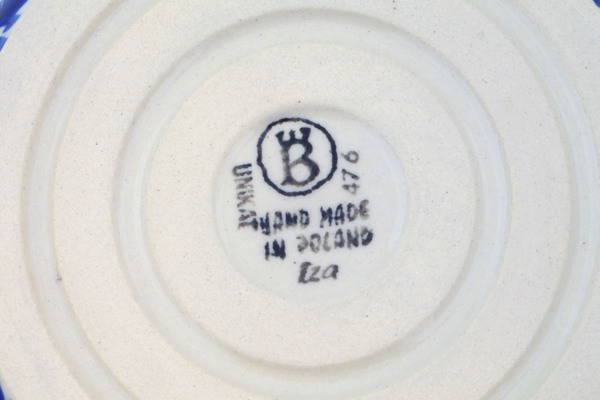 B
UNIKAT
476
HAND MADE
IN POLAND
Iza